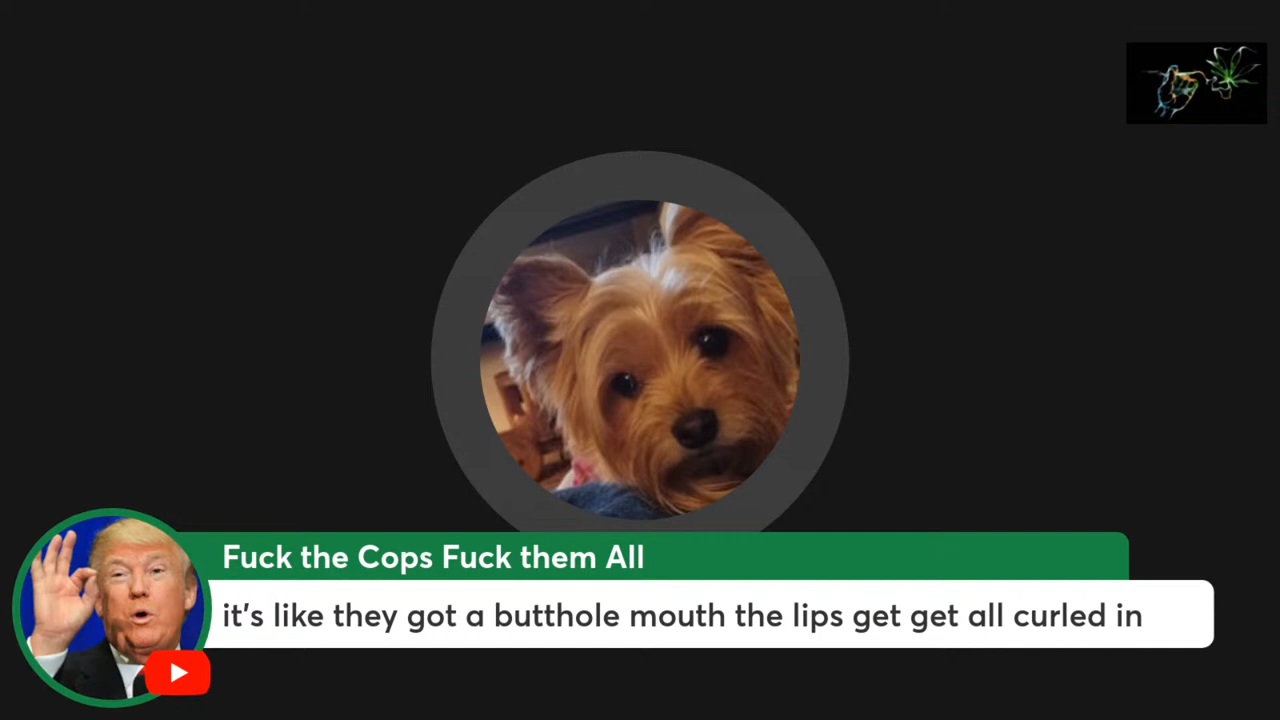 Fuck the Cops Fuck them All
it's like they got a butthole mouth the lips get get all curled in